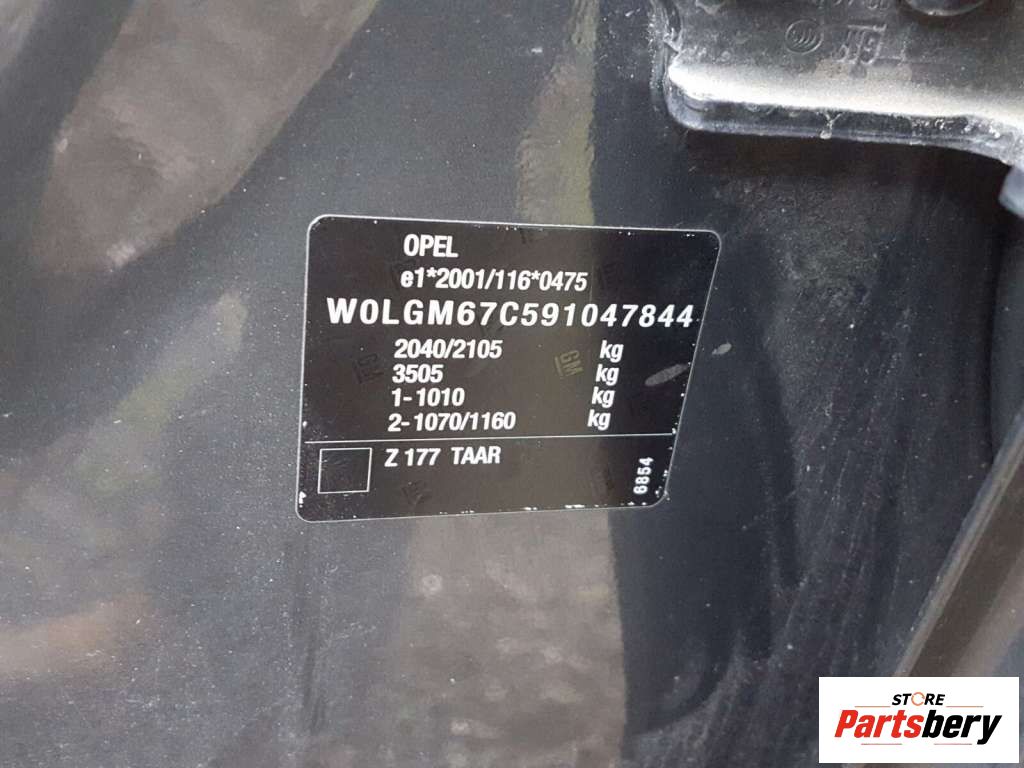 OPEL
e1*2001/116*0475
W0LGM67C591047844
2040/2105 kg
3505 kg
1-1010 kg
2-1070/1160 kg
Z 177 TAAR
6854
GM
STORE
Partsbery